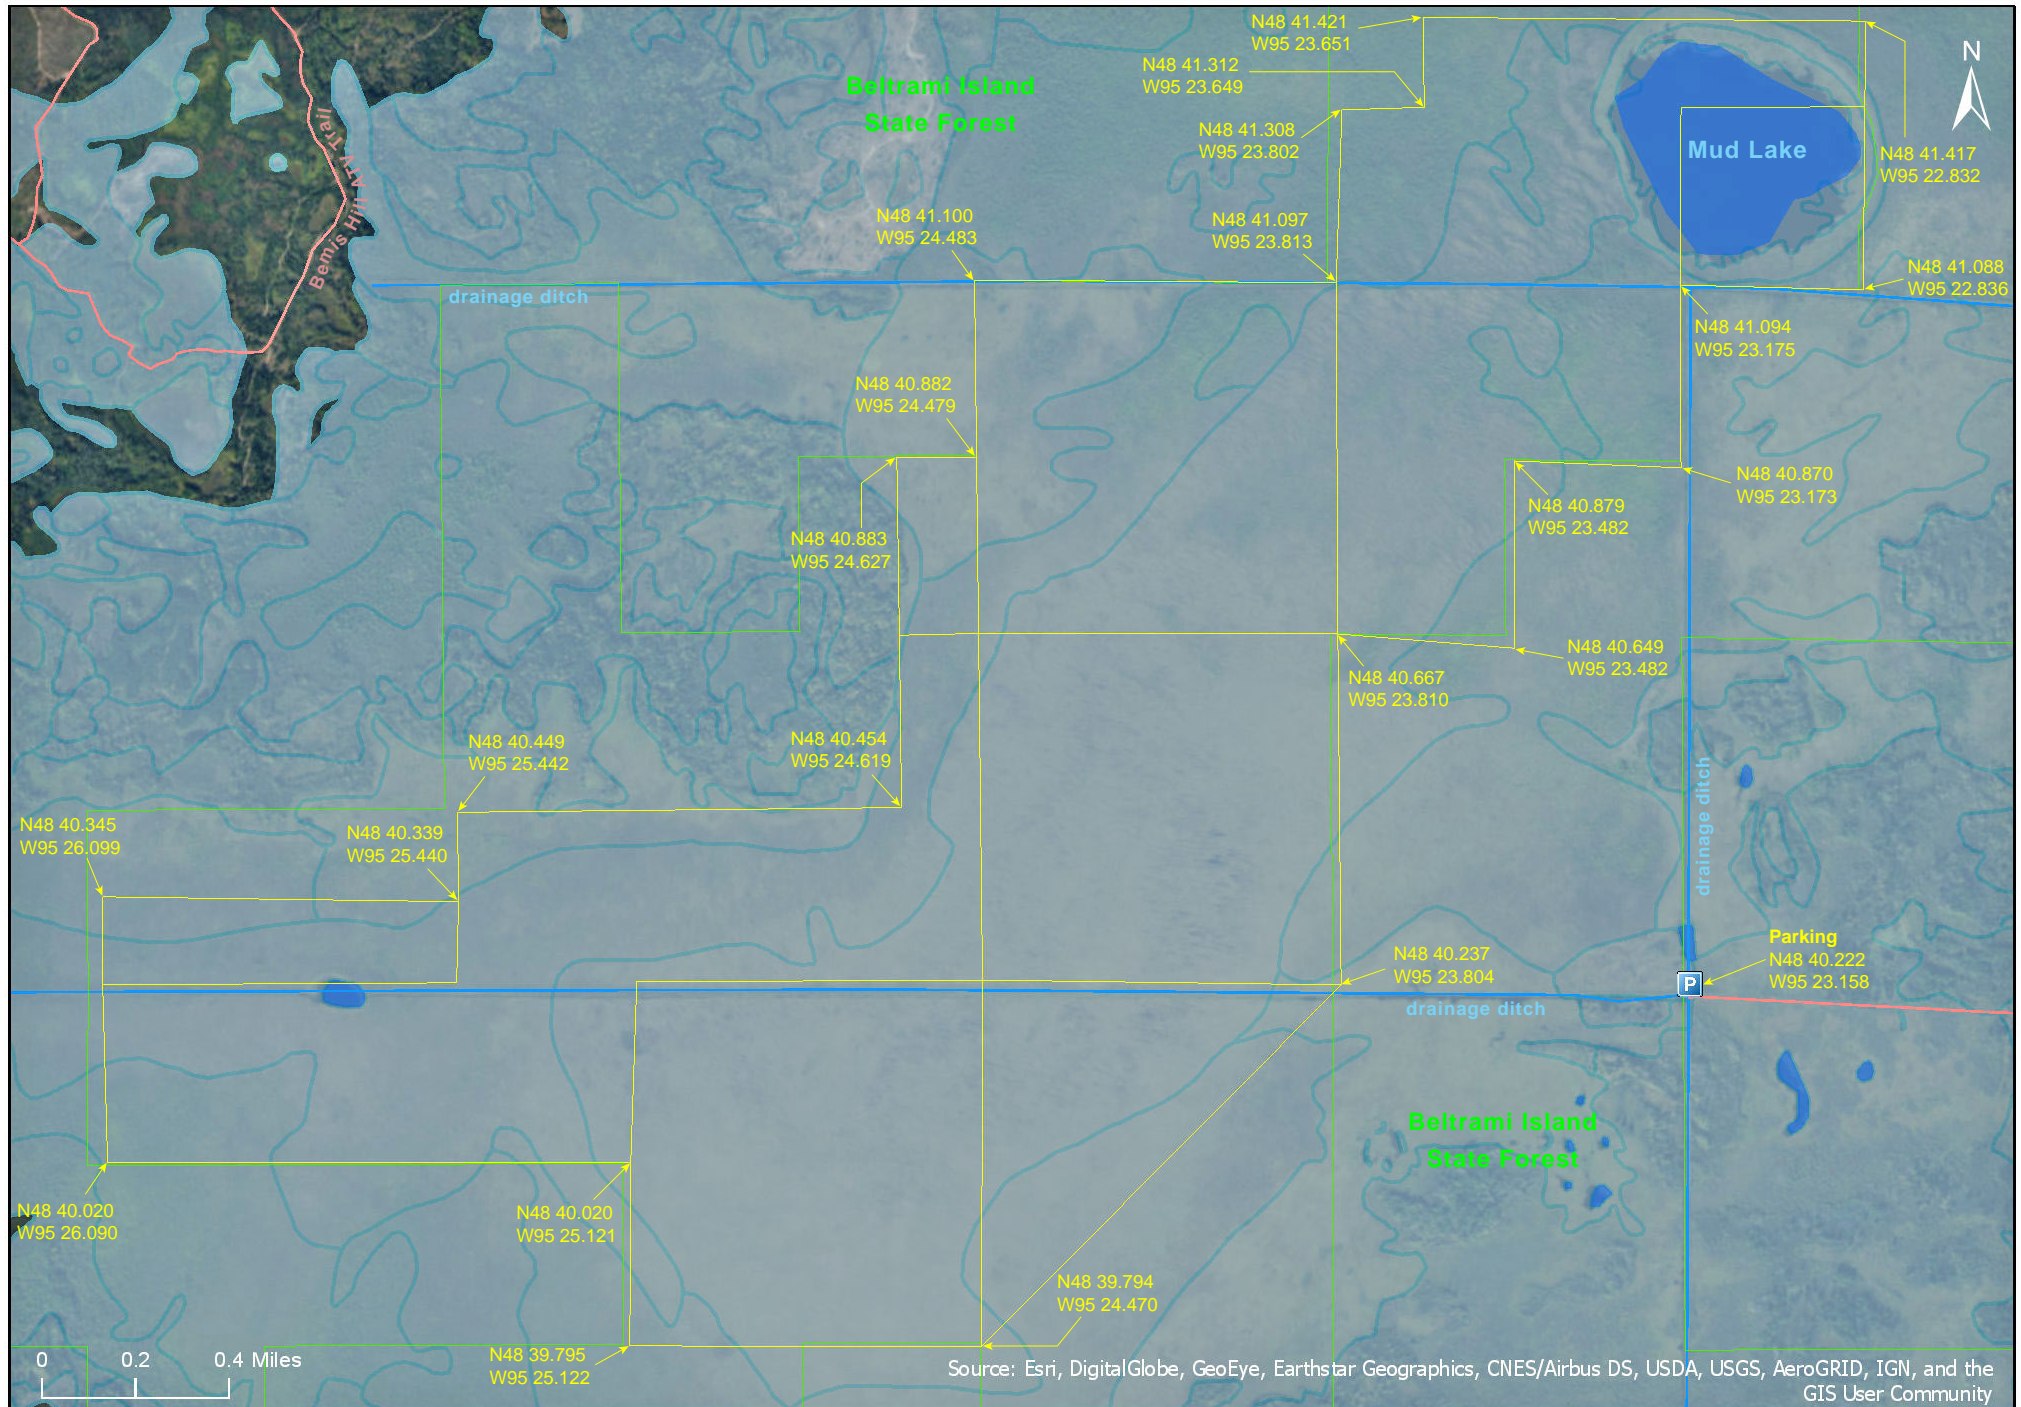 N48 41.421
W95 23.651
N48 41.312
W95 23.649
Beltrami Island
State Forest
N
N48 41.308
W95 23.802
Mud Lake
N48 41.417
W95 22.832
Bemis Hill ATV Trail
N48 41.100
W95 24.483
N48 41.097
W95 23.813
N48 41.088
W95 22.836
drainage ditch
N48 41.094
W95 23.175
N48 40.882
W95 24.479
N48 40.870
W95 23.173
N48 40.879
W95 23.482
N48 40.883
W95 24.627
N48 40.649
W95 23.482
N48 40.667
W95 23.810
N48 40.449
W95 25.442
N48 40.454
W95 24.619
drainage ditch
N48 40.345
W95 26.099
N48 40.339
W95 25.440
Parking
N48 40.222
W95 23.158
N48 40.237
W95 23.804
P
drainage ditch
Beltrami Island
State Forest
N48 40.020
W95 26.090
N48 40.020
W95 25.121
N48 39.794
W95 24.470
N48 39.795
W95 25.122
0 0.2 0.4 Miles
Source: Esri, DigitalGlobe, GeoEye, Earthstar Geographics, CNES/Airbus DS, USDA, USGS, AeroGRID, IGN, and the
GIS User Community